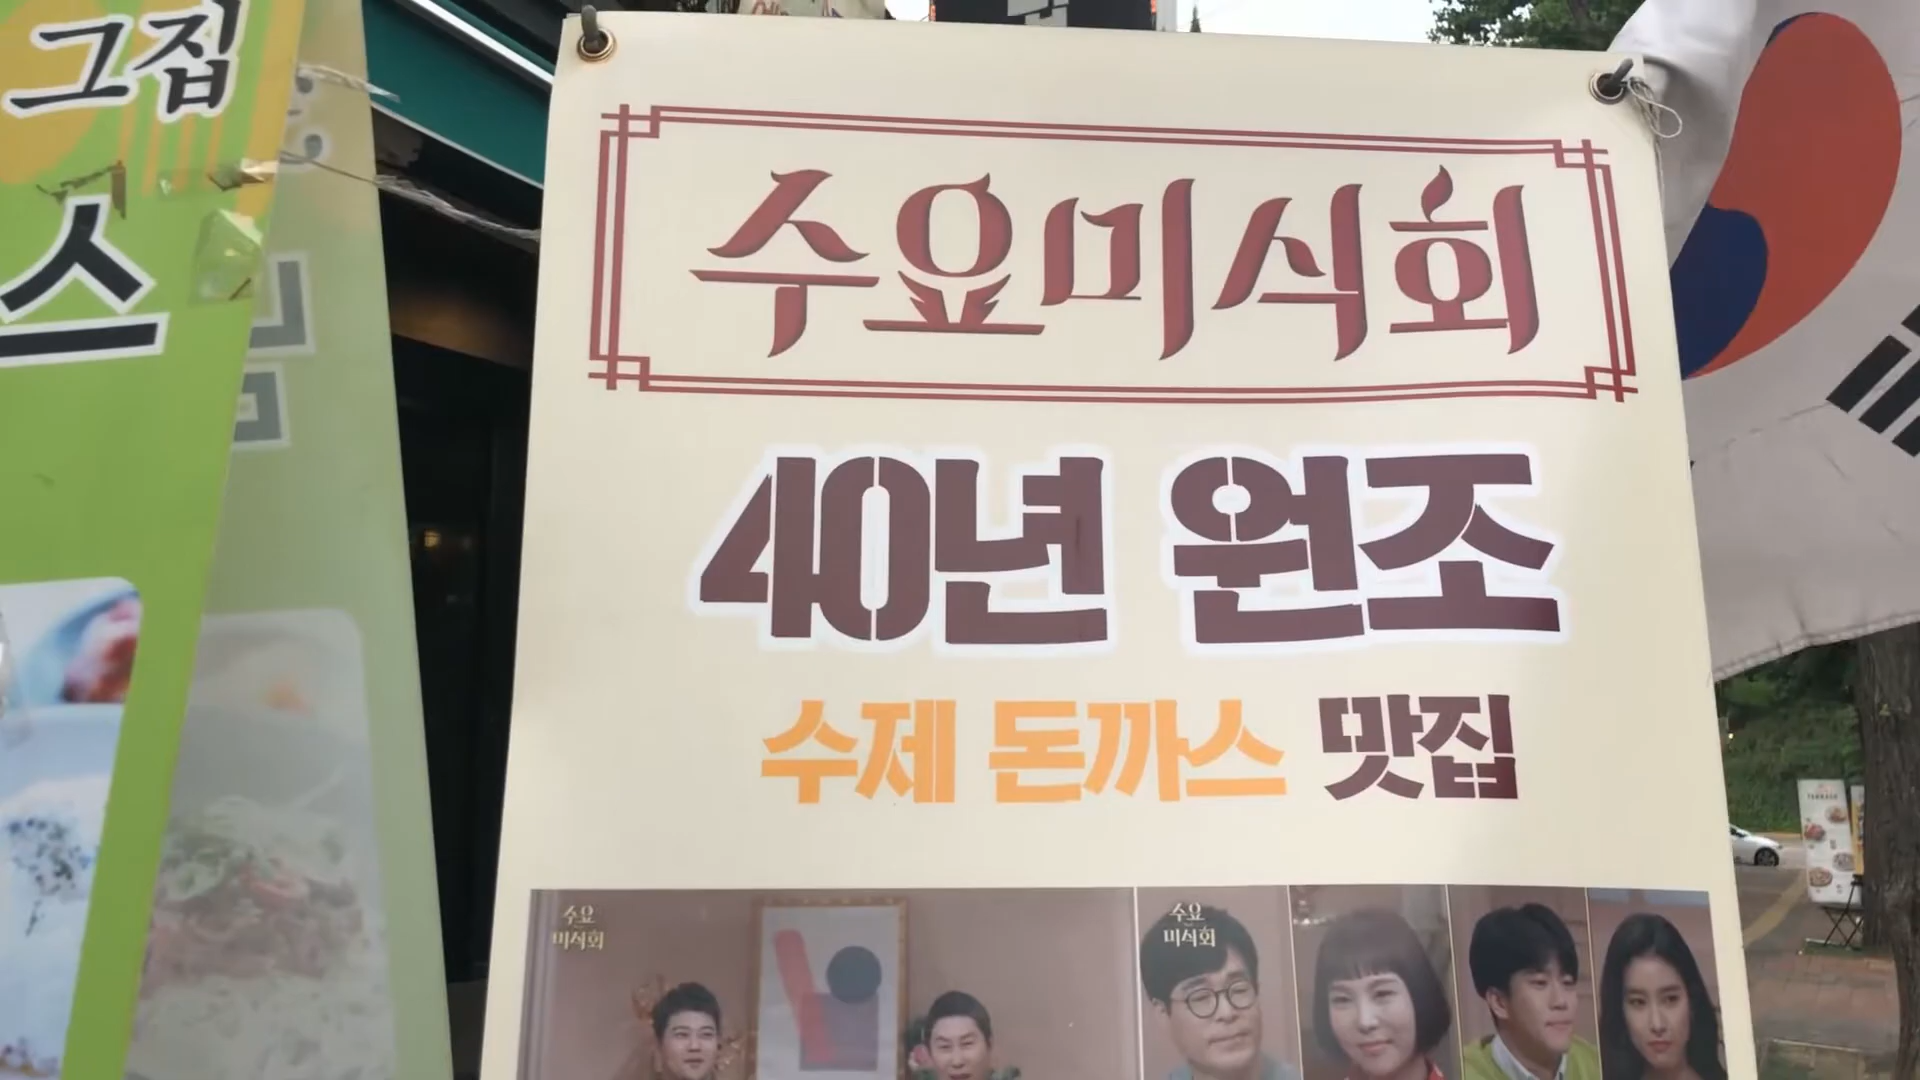 그집
스
수요미식회
40년 원조
수제 돈까스 맛집
수요
미식회
수요
미식회